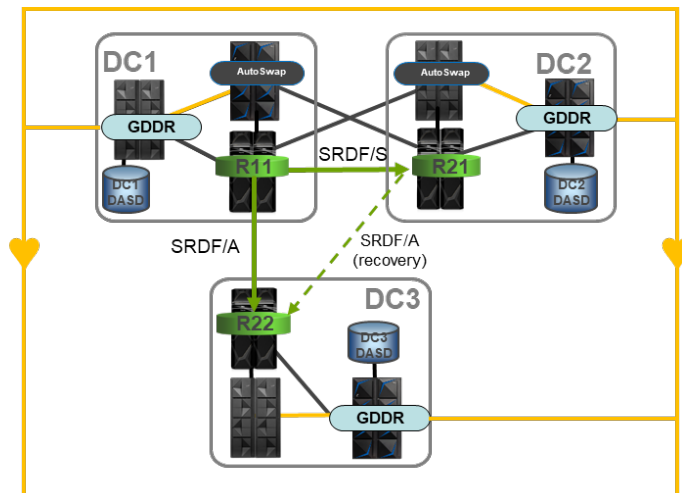 DC1
AutoSwap
GDDR
R11
DC1
DASD
SRDF/S
AutoSwap
DC2
GDDR
R21
DC2
DASD
SRDF/A
SRDF/A
(recovery)
DC3
R22
DC3
DASD
GDDR